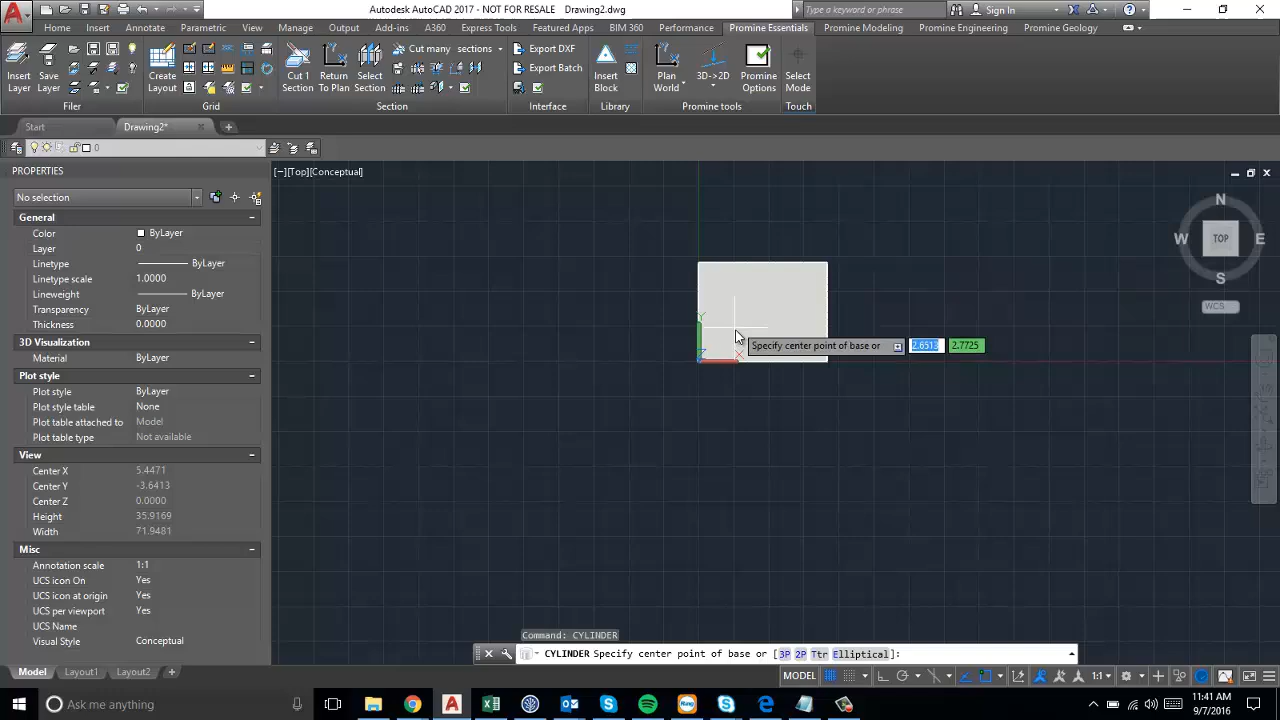 Autodesk AutoCAD 2017 - NOT FOR RESALE Drawing2.dwg
Type a keyword or phrase
Sign In
Home Insert Annotate Parametric View Manage Output Add-ins A360 Express Tools Featured Apps BIM 360 Performance Promine Essentials Promine Modeling Promine Engineering Promine Geology
Insert Layer
Save Layer
Create Layout
Cut 1 Section
Return To Plan
Select Section
Cut many sections
Export DXF
Export Batch
Insert Block
Plan World
3D->2D
Promine Options
Select Mode
Filer Grid Section Interface Library Promine tools Touch
Start Drawing2*
0
PROPERTIES
[−][Top][Conceptual]
No selection
General
Color ByLayer
Layer 0
Linetype ByLayer
Linetype scale 1.0000
Lineweight ByLayer
Transparency ByLayer
Thickness 0.0000
3D Visualization
Material ByLayer
Plot style
Plot style ByLayer
Plot style table None
Plot table attached to Model
Plot table type Not available
View
Center X 5.4471
Center Y -3.6413
Center Z 0.0000
Height 35.9169
Width 71.9481
Misc
Annotation scale 1:1
UCS icon On Yes
UCS icon at origin Yes
UCS per viewport Yes
UCS Name
Visual Style Conceptual
N
W TOP E
S
WCS
Y
Z X
Specify center point of base or 2.6513 2.7725
Command: CYLINDER
CYLINDER Specify center point of base or [3P 2P Ttr Elliptical]:
Model Layout1 Layout2 +
MODEL 1:1
Ask me anything
11:41 AM
9/7/2016